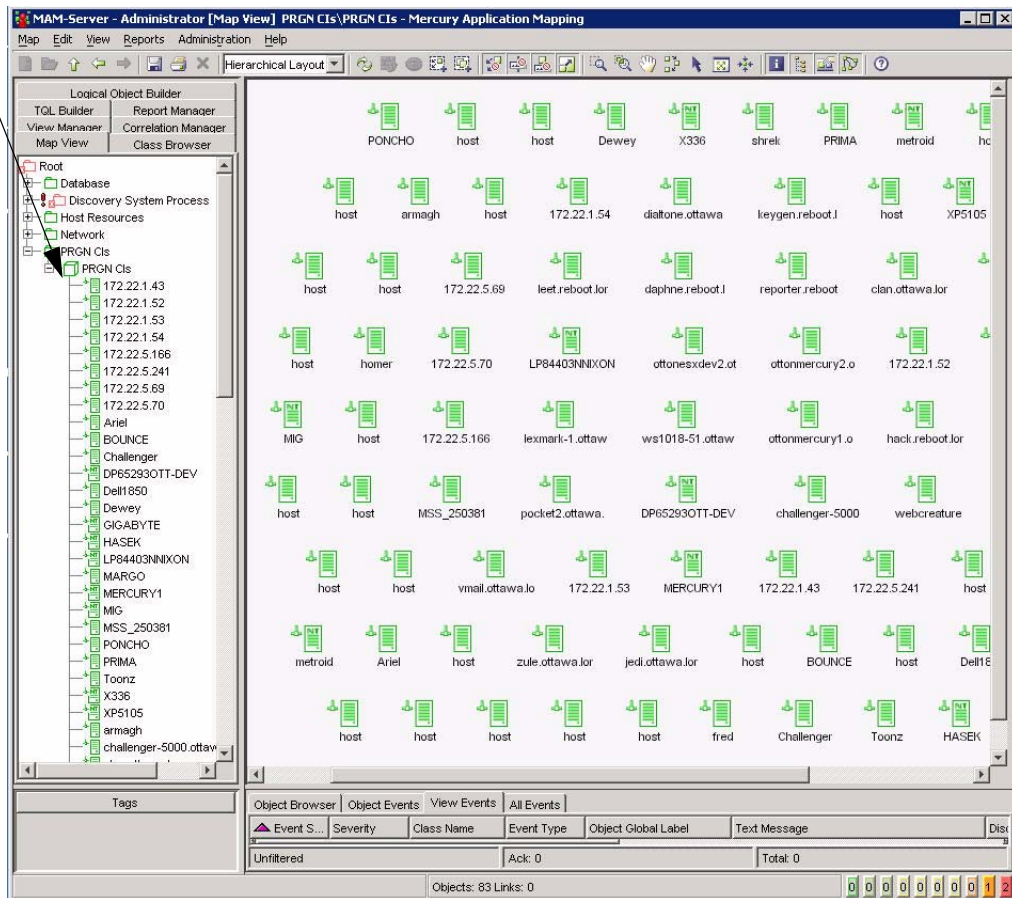 MAM-Server - Administrator [Map View] PRGN CIs\PRGN CIs - Mercury Application Mapping
Map Edit View Reports Administration Help
Hierarchical Layout
Logical Object Builder
TGL Builder Report Manager
View Manager Correlation Manager
Map View Class Browser
Root
Database
Discovery System Process
Host Resources
Network
PRGN CIs
PRGN CIs
172.22.1.43
172.22.1.52
172.22.1.53
172.22.1.54
172.22.5.166
172.22.5.241
172.22.5.69
172.22.5.70
Ariel
BOUNCE
Challenger
DP65293OTT-DEV
Dell1850
Dewey
GIGABYTE
HASEK
LP84403NNIXON
MARGO
MERCURY1
MIG
MSS_250381
PONCHO
PRIMA
Toonz
X336
XP5105
armagh
challenger-5000.ottav
PONCHO host host Dewey X336 shrek PRIMA metroid hc
host armagh host 172.22.1.54 dialtone.ottawa keygen.reboot.l host XP5105
host host 172.22.5.69 leet.reboot.lor daphne.reboot.l reporter.reboot clan.ottawa.lor
host homer 172.22.5.70 LP84403NNIXON ottonesxdev2.ot ottonmercury2.o 172.22.1.52
MIG host 172.22.5.166 lexmark-1.ottaw ws1018-51.ottaw ottonmercury1.o hack.reboot.lor
host host MSS_250381 pocket2.ottawa. DP65293OTT-DEV challenger-5000 webcreature
host host vmail.ottawa.lo 172.22.1.53 MERCURY1 172.22.1.43 172.22.5.241 host
metroid Ariel host zule.ottawa.lor jedi.ottawa.lor host BOUNCE host Dell18
host host host host host fred Challenger Toonz HASEK
Tags
Object Browser Object Events View Events All Events
Event S... Severity Class Name Event Type Object Global Label Text Message Disc
Unfiltered Ack: 0 Total: 0
Objects: 83 Links: 0 0 0 0 0 0 0 0 0 1 2